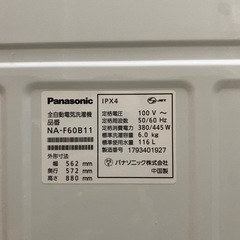 Panasonic
全自動電気洗濯機
品番
NA-F60B11
外形寸法
幅 562 mm
奥行 572 mm
高さ 880 mm
IPX4
JET
定格電圧 100 V～
定格周波数 50/60 Hz
定格消費電力 380/445 W
標準洗濯容量 6.0 kg
標準使用水量 116 L
製造番号 1793401927
パナソニック株式会社
中国製